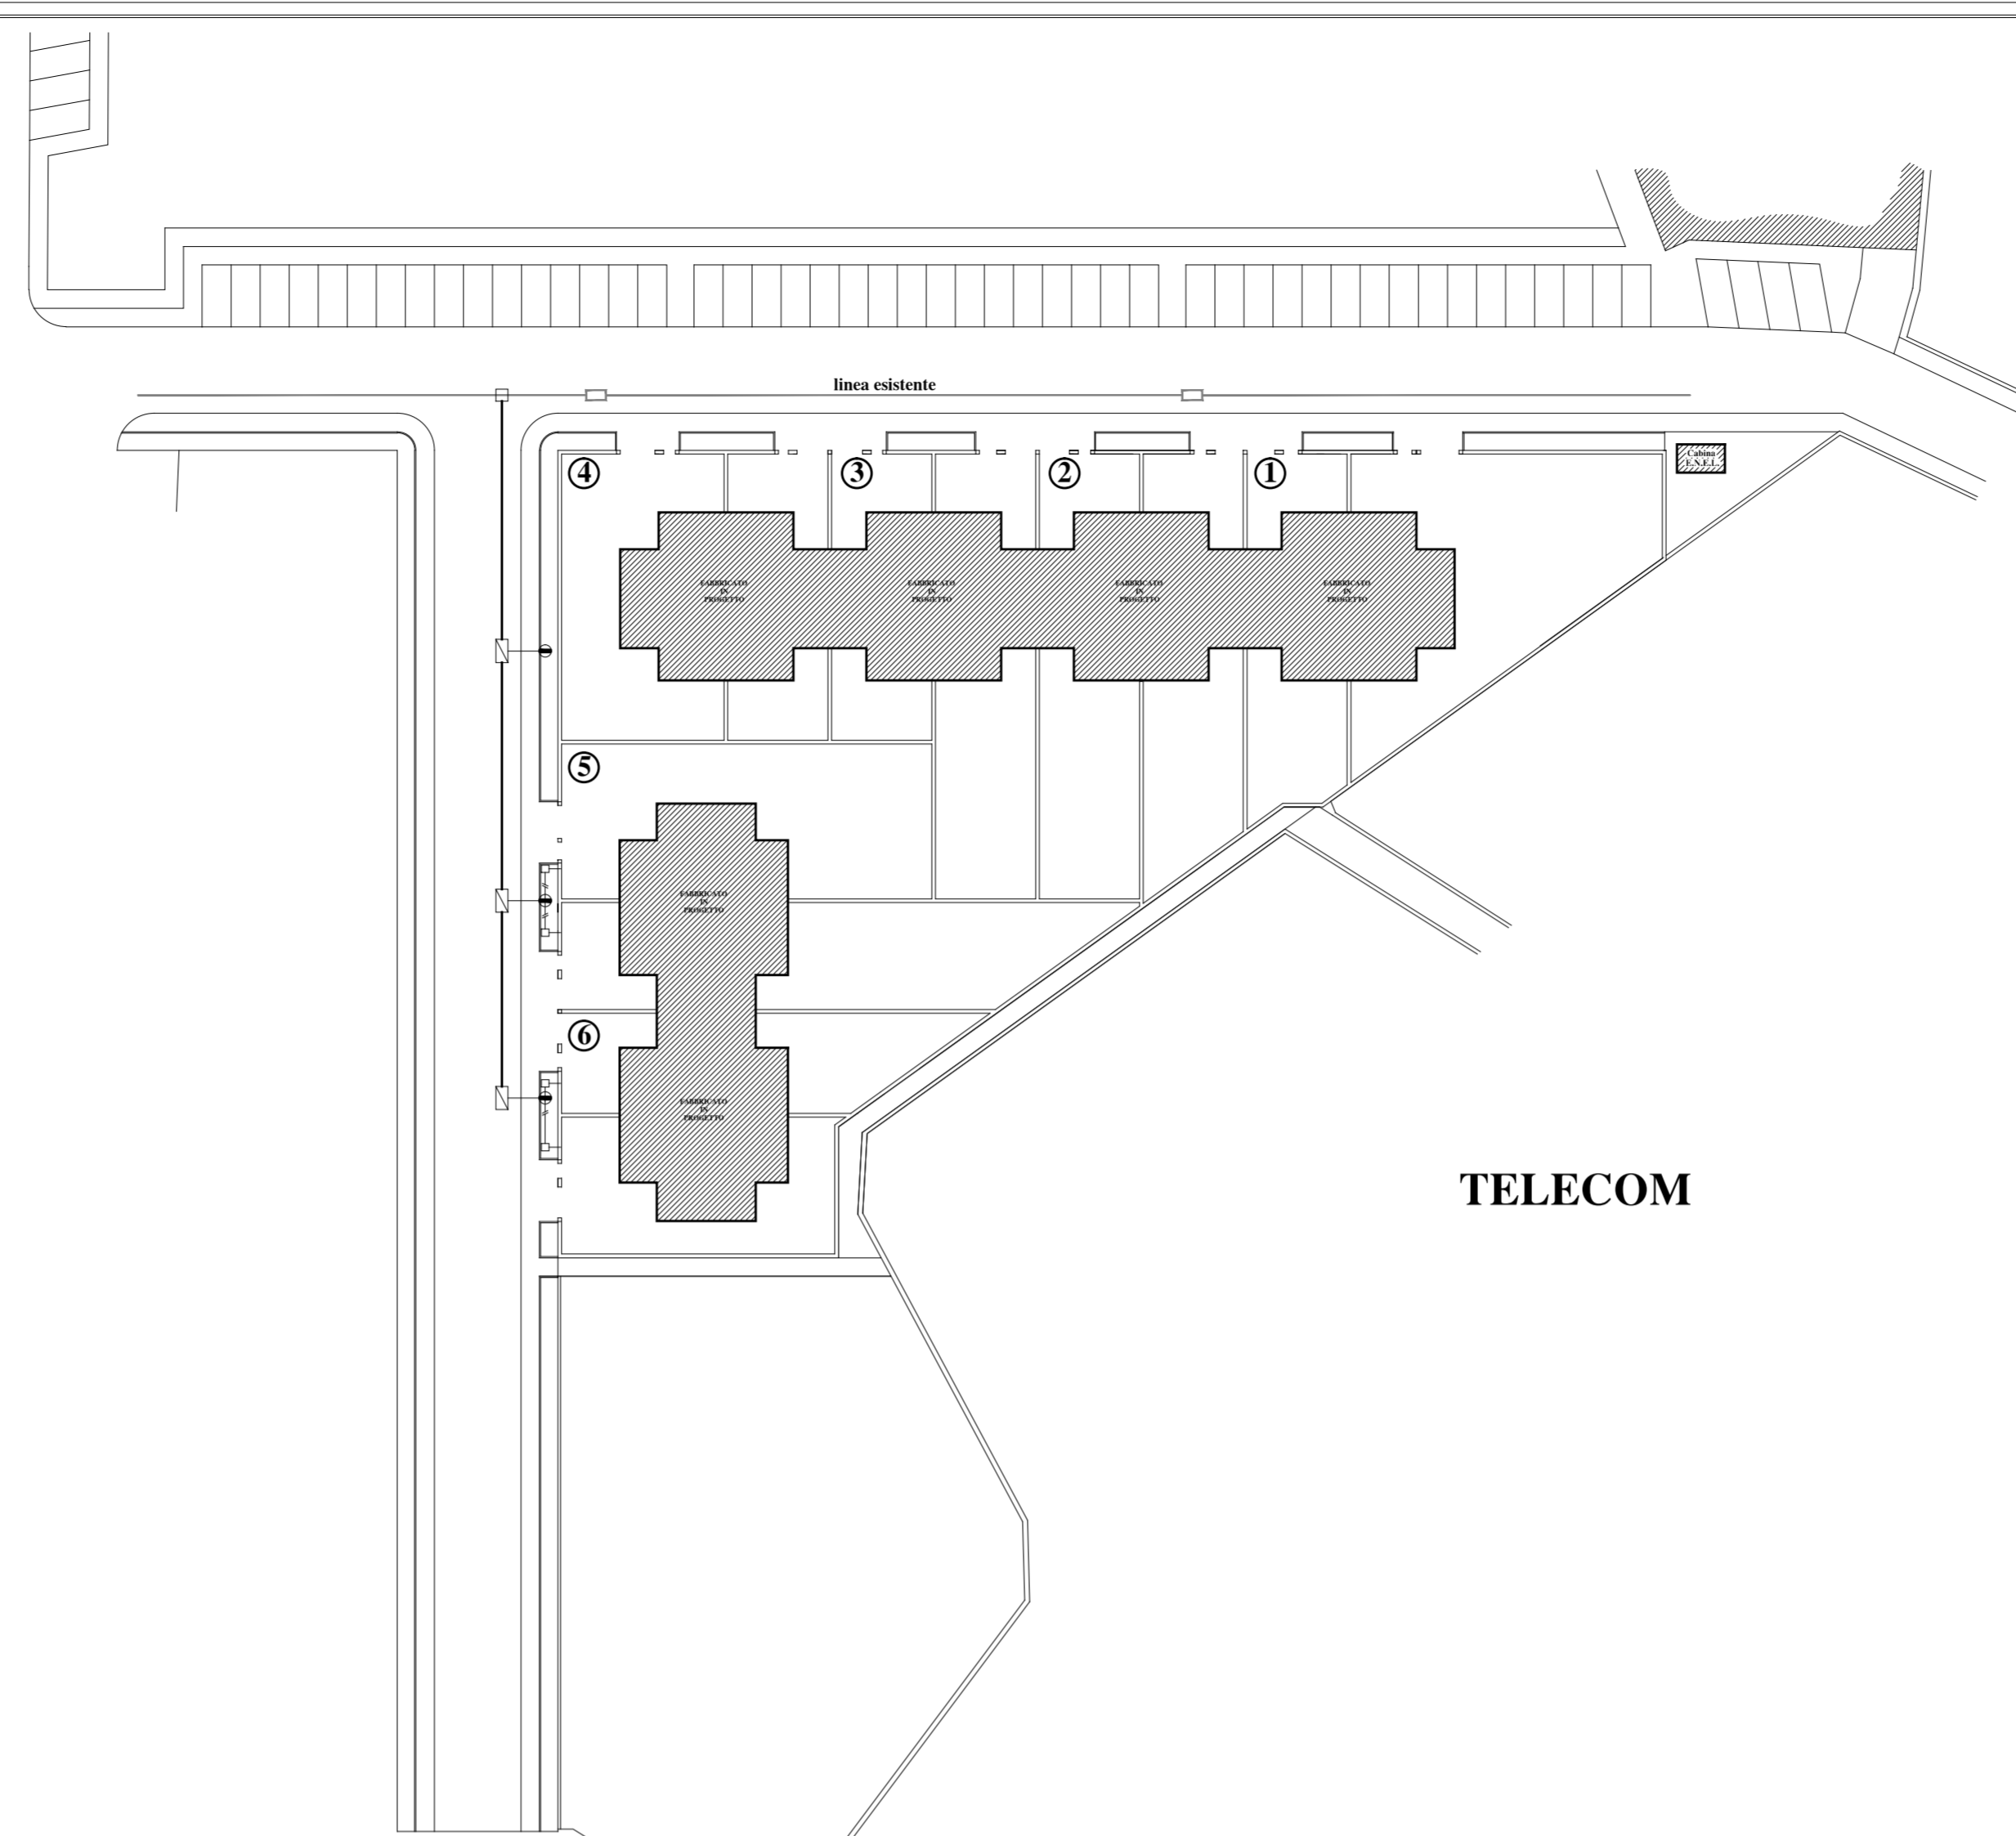 linea esistente
4
3
2
1
Cabina
E.N.E.L.
FABBRICATO
IN
PROGETTO
FABBRICATO
IN
PROGETTO
FABBRICATO
IN
PROGETTO
FABBRICATO
IN
PROGETTO
5
FABBRICATO
IN
PROGETTO
6
FABBRICATO
IN
PROGETTO
TELECOM